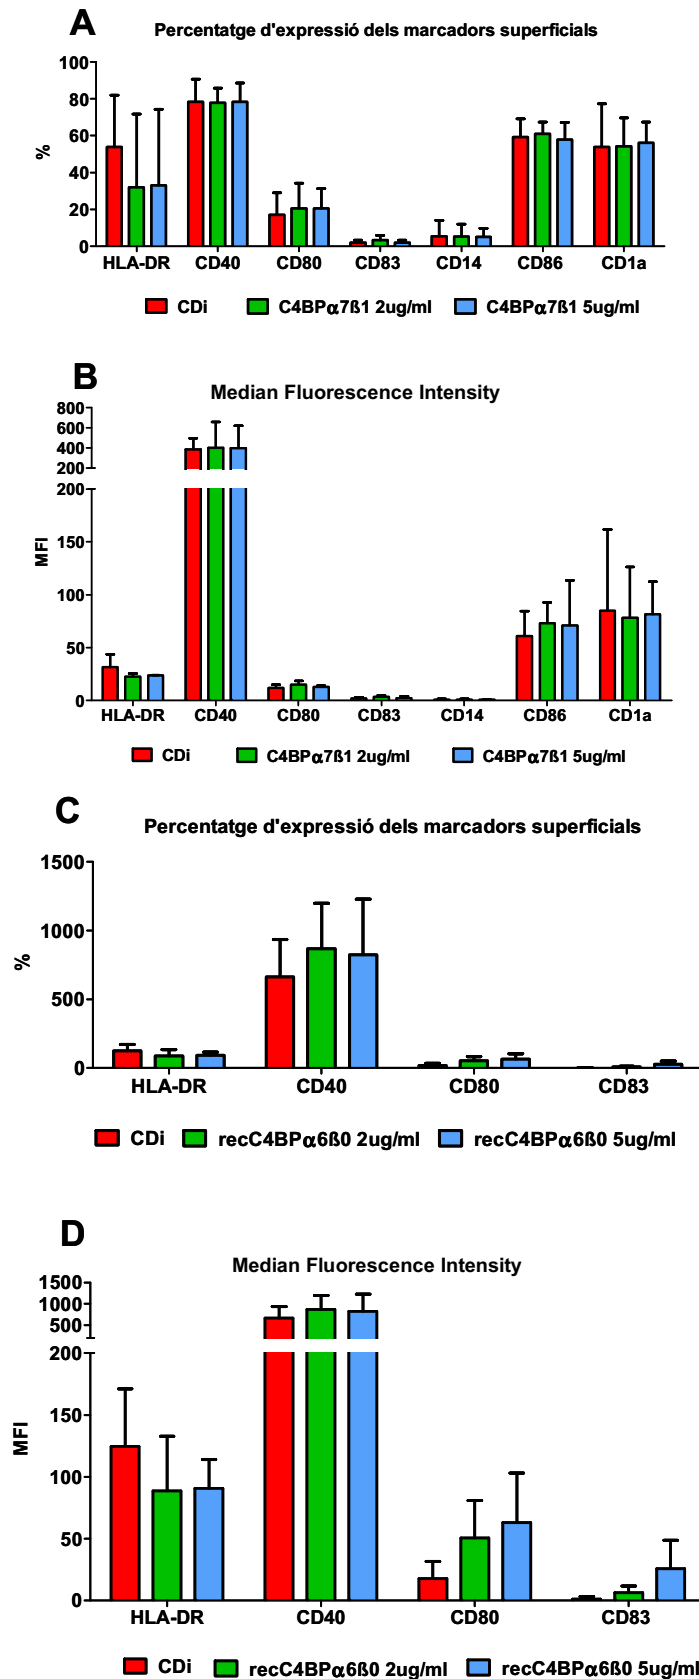 A
Percentatge d'expressió dels marcadors superficials
100
80
60
40
20
0
%
HLA-DR CD40 CD80 CD83 CD14 CD86 CD1a
CDi C4BPα7ß1 2ug/ml C4BPα7ß1 5ug/ml
B
Median Fluorescence Intensity
800
600
400
200
200
150
100
50
0
MFI
HLA-DR CD40 CD80 CD83 CD14 CD86 CD1a
CDi C4BPα7ß1 2ug/ml C4BPα7ß1 5ug/ml
C
Percentatge d'expressió dels marcadors superficials
1500
1000
500
0
%
HLA-DR CD40 CD80 CD83
CDi recC4BPα6ß0 2ug/ml recC4BPα6ß0 5ug/ml
D
Median Fluorescence Intensity
1500
1000
500
200
150
100
50
0
MFI
HLA-DR CD40 CD80 CD83
CDi recC4BPα6ß0 2ug/ml recC4BPα6ß0 5ug/ml